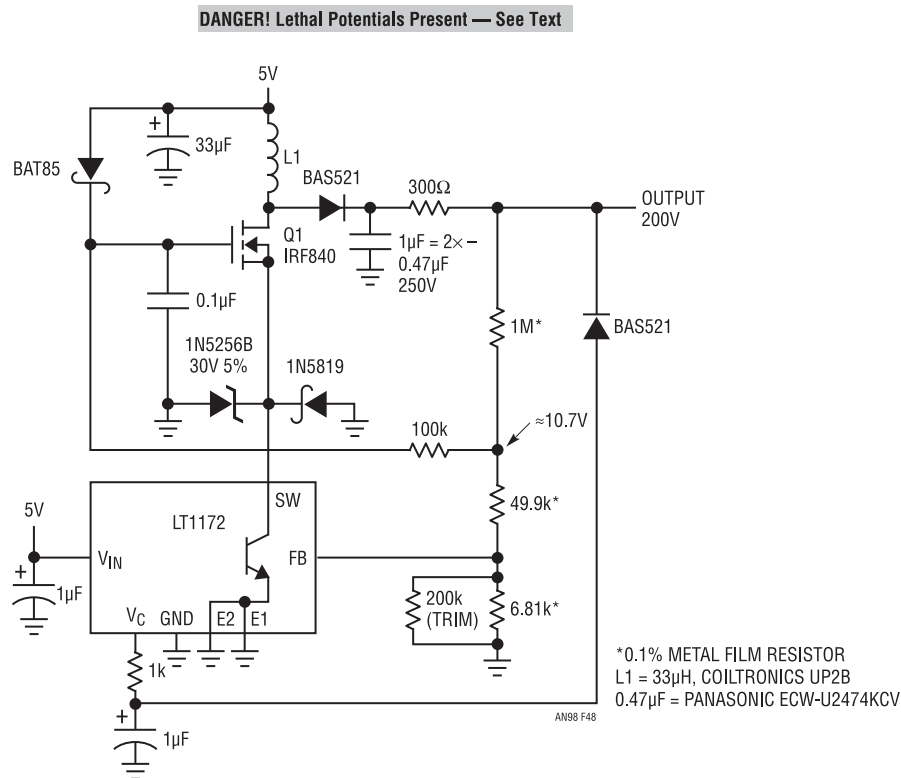 DANGER! Lethal Potentials Present — See Text
5V
+
33µF
L1
BAT85
BAS521
300Ω
OUTPUT
200V
Q1
IRF840
1µF = 2× –
0.47µF
250V
0.1µF
1M*
BAS521
1N5256B
30V 5%
1N5819
≈10.7V
100k
49.9k*
5V
SW
LT1172
VIN
FB
+
1µF
VC
GND
E2
E1
200k
(TRIM)
6.81k*
1k
+
1µF
*0.1% METAL FILM RESISTOR
L1 = 33µH, COILTRONICS UP2B
0.47µF = PANASONIC ECW-U2474KCV
AN98 F48